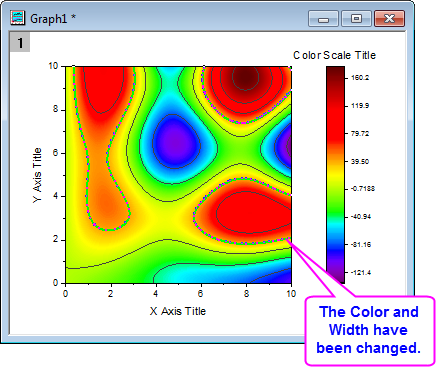 Graph1 *
1
Color Scale Title
10
8
6
4
2
0
Y Axis Title
0 2 4 6 8 10
X Axis Title
160.2
119.9
79.72
39.50
-0.7188
-40.94
-81.16
-121.4
The Color and
Width have
been changed.